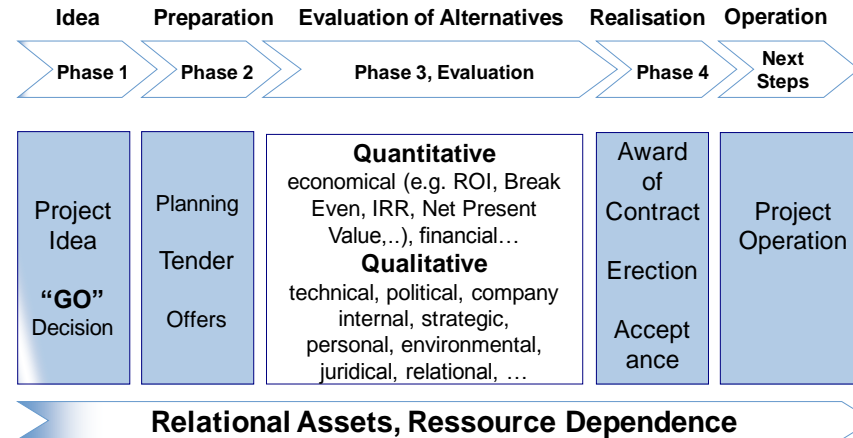 Idea
Preparation
Evaluation of Alternatives
Realisation
Operation
Phase 1
Phase 2
Phase 3, Evaluation
Phase 4
Next
Steps
Project
Idea
“GO”
Decision
Planning
Tender
Offers
Quantitative
economical (e.g. ROI, Break
Even, IRR, Net Present
Value,..), financial…
Qualitative
technical, political, company
internal, strategic,
personal, environmental,
juridical, relational, …
Award
of
Contract
Erection
Accept
ance
Project
Operation
Relational Assets, Ressource Dependence